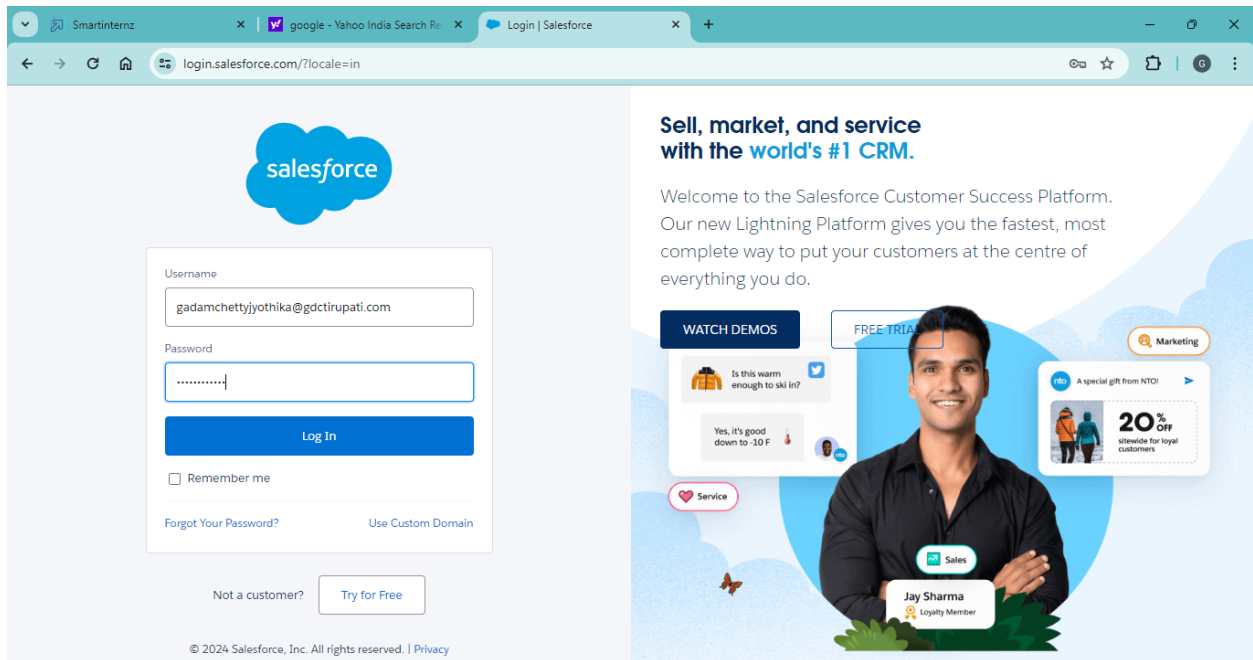 Smartinternz
google - Yahoo India Search Re
Login | Salesforce
login.salesforce.com/?locale=in
G
salesforce
Username
gadamchettyjyothika@gdctirupati.com
Password
••••••••••••
Log In
Remember me
Forgot Your Password? Use Custom Domain
Not a customer? Try for Free
© 2024 Salesforce, Inc. All rights reserved. | Privacy
Sell, market, and service
with the world's #1 CRM.
Welcome to the Salesforce Customer Success Platform.
Our new Lightning Platform gives you the fastest, most
complete way to put your customers at the centre of
everything you do.
WATCH DEMOS FREE TRIAL
Is this warm
enough to ski in?
Yes, it's good
down to -10 F
nto
Service
Marketing
nto A special gift from NTO!
20% OFF
sitewide for loyal
customers
Sales
Jay Sharma
Loyalty Member